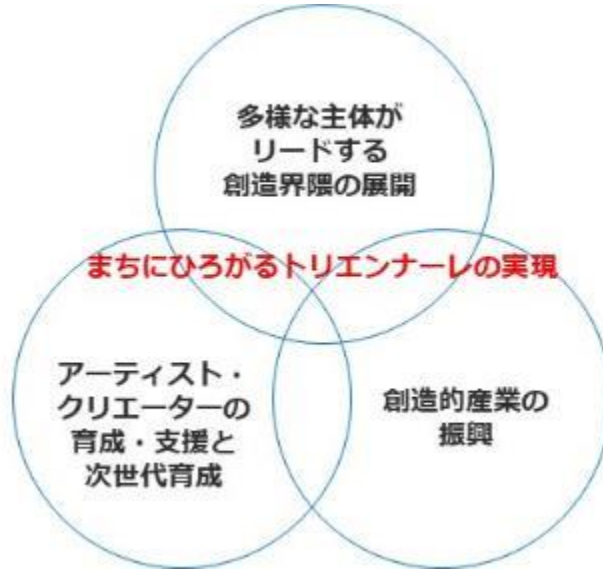 多様な主体が
リードする
創造界隈の展開
まちにひろがるトリエンナーレの実現
アーティスト・
クリエーターの
育成・支援と
次世代育成
創造的産業の
振興